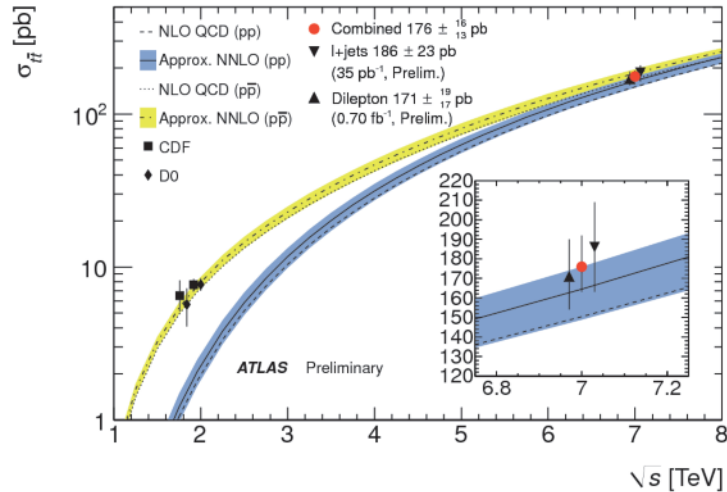 σtt̄ [pb]
10²
10
1
NLO QCD (pp)
Approx. NNLO (pp)
NLO QCD (pp̄)
Approx. NNLO (pp̄)
CDF
D0
Combined 176 ± 16 13 pb
l+jets 186 ± 23 pb
(35 pb⁻¹, Prelim.)
Dilepton 171 ± 19 17 pb
(0.70 fb⁻¹, Prelim.)
220
210
200
190
180
170
160
150
140
130
120
6.8 7 7.2
ATLAS Preliminary
1 2 3 4 5 6 7 8
√s [TeV]